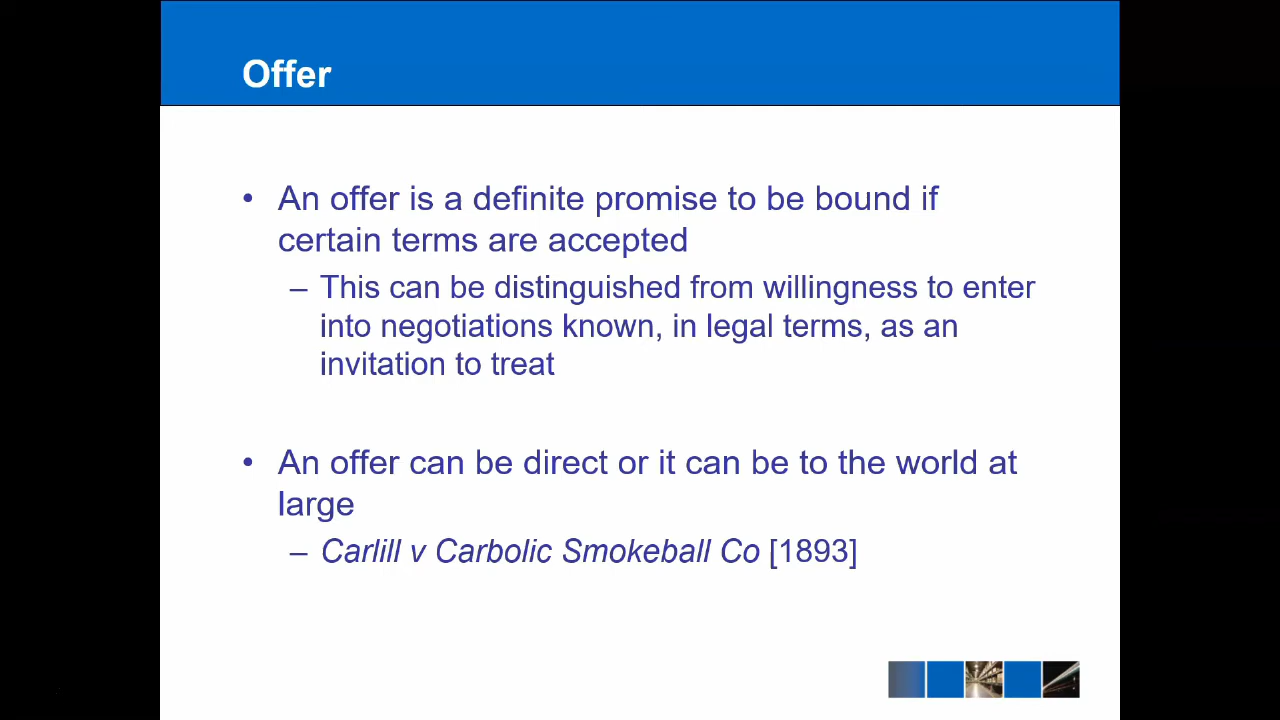 Offer
• An offer is a definite promise to be bound if
certain terms are accepted
– This can be distinguished from willingness to enter
into negotiations known, in legal terms, as an
invitation to treat
• An offer can be direct or it can be to the world at
large
– Carlill v Carbolic Smokeball Co [1893]